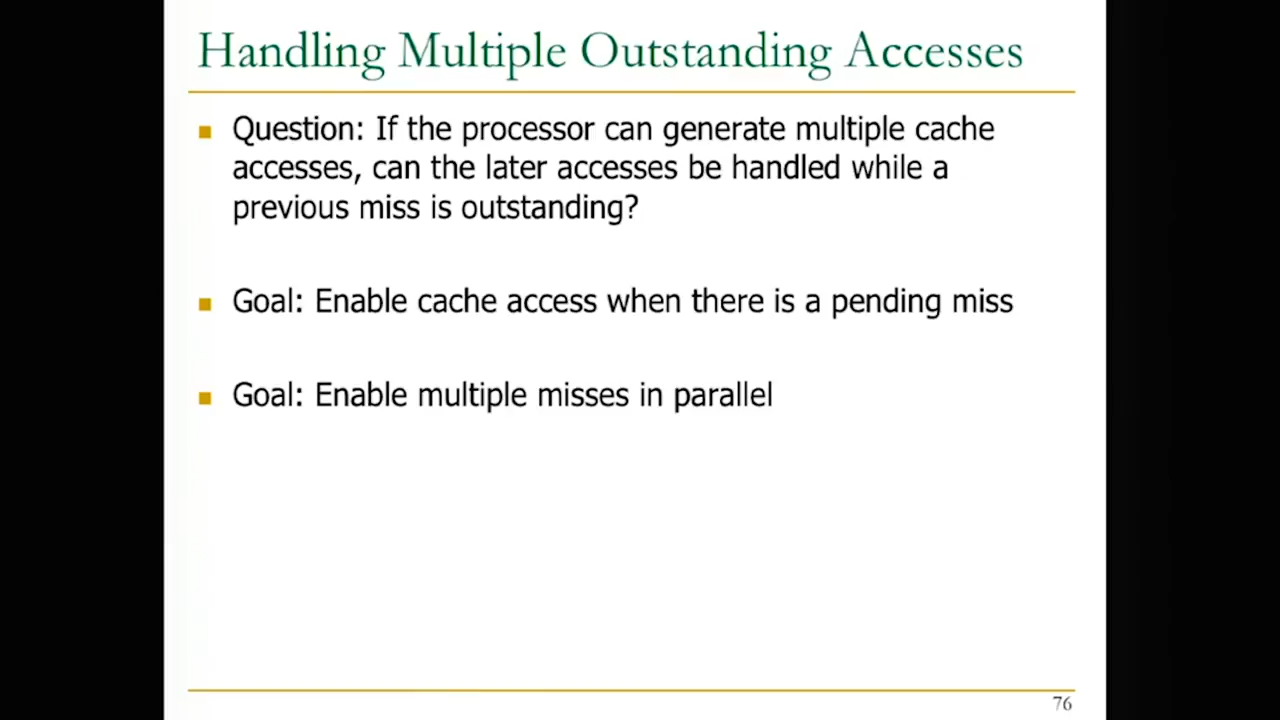 Handling Multiple Outstanding Accesses
Question: If the processor can generate multiple cache
accesses, can the later accesses be handled while a
previous miss is outstanding?
Goal: Enable cache access when there is a pending miss
Goal: Enable multiple misses in parallel
76